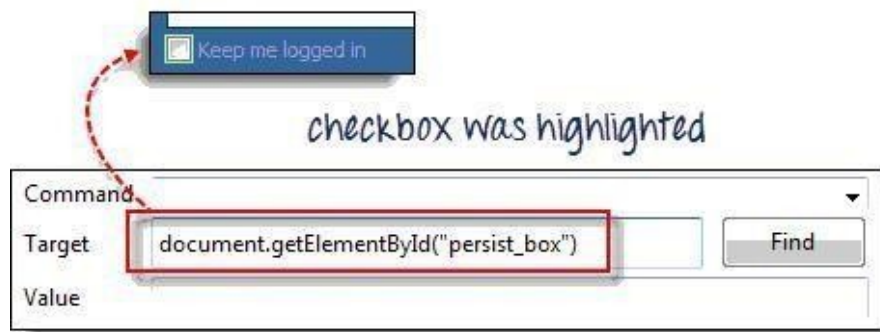 Keep me logged in
checkbox was highlighted
Command
Target document.getElementById("persist_box") Find
Value